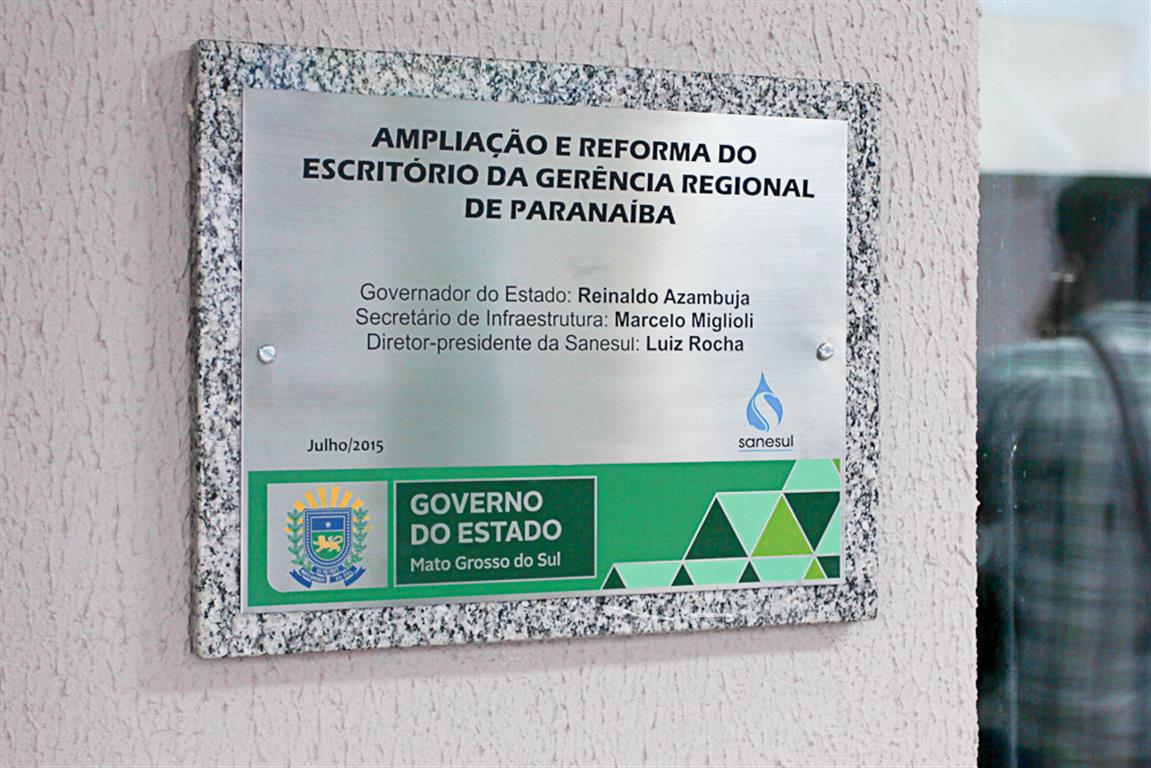 AMPLIAÇÃO E REFORMA DO
ESCRITÓRIO DA GERÊNCIA REGIONAL
DE PARANAÍBA
Governador do Estado: Reinaldo Azambuja
Secretário de Infraestrutura: Marcelo Miglioli
Diretor-presidente da Sanesul: Luiz Rocha
Julho/2015
sanesul
GOVERNO
DO ESTADO
Mato Grosso do Sul